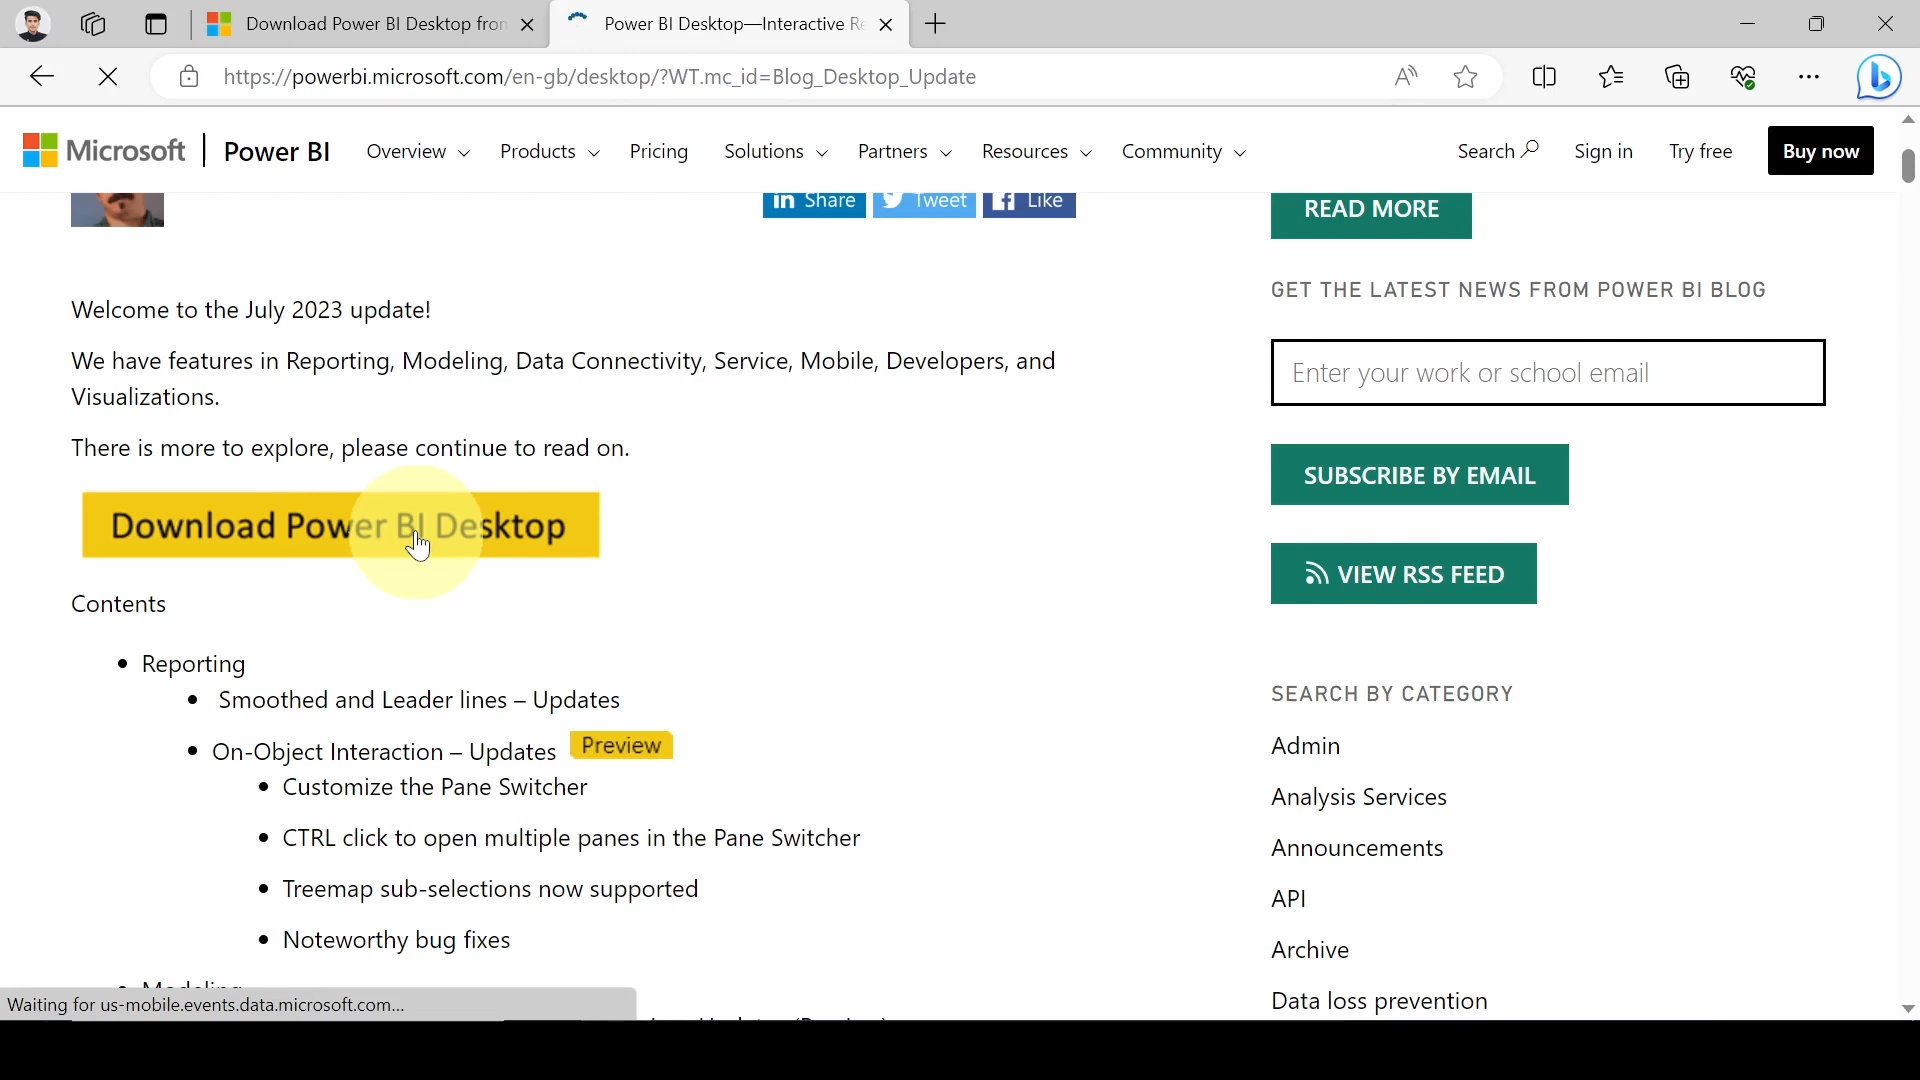 Download Power BI Desktop fron
Power BI Desktop—Interactive Re
https://powerbi.microsoft.com/en-gb/desktop/?WT.mc_id=Blog_Desktop_Update
Microsoft
Power BI
Overview
Products
Pricing
Solutions
Partners
Resources
Community
Search
Sign in
Try free
Buy now
in Share
Tweet
Like
READ MORE
GET THE LATEST NEWS FROM POWER BI BLOG
Enter your work or school email
SUBSCRIBE BY EMAIL
VIEW RSS FEED
Welcome to the July 2023 update!
We have features in Reporting, Modeling, Data Connectivity, Service, Mobile, Developers, and
Visualizations.
There is more to explore, please continue to read on.
Download Power BI Desktop
Contents
• Reporting
• Smoothed and Leader lines – Updates
• On-Object Interaction – Updates Preview
• Customize the Pane Switcher
• CTRL click to open multiple panes in the Pane Switcher
• Treemap sub-selections now supported
• Noteworthy bug fixes
• Modeling
SEARCH BY CATEGORY
Admin
Analysis Services
Announcements
API
Archive
Data loss prevention
Waiting for us-mobile.events.data.microsoft.com...